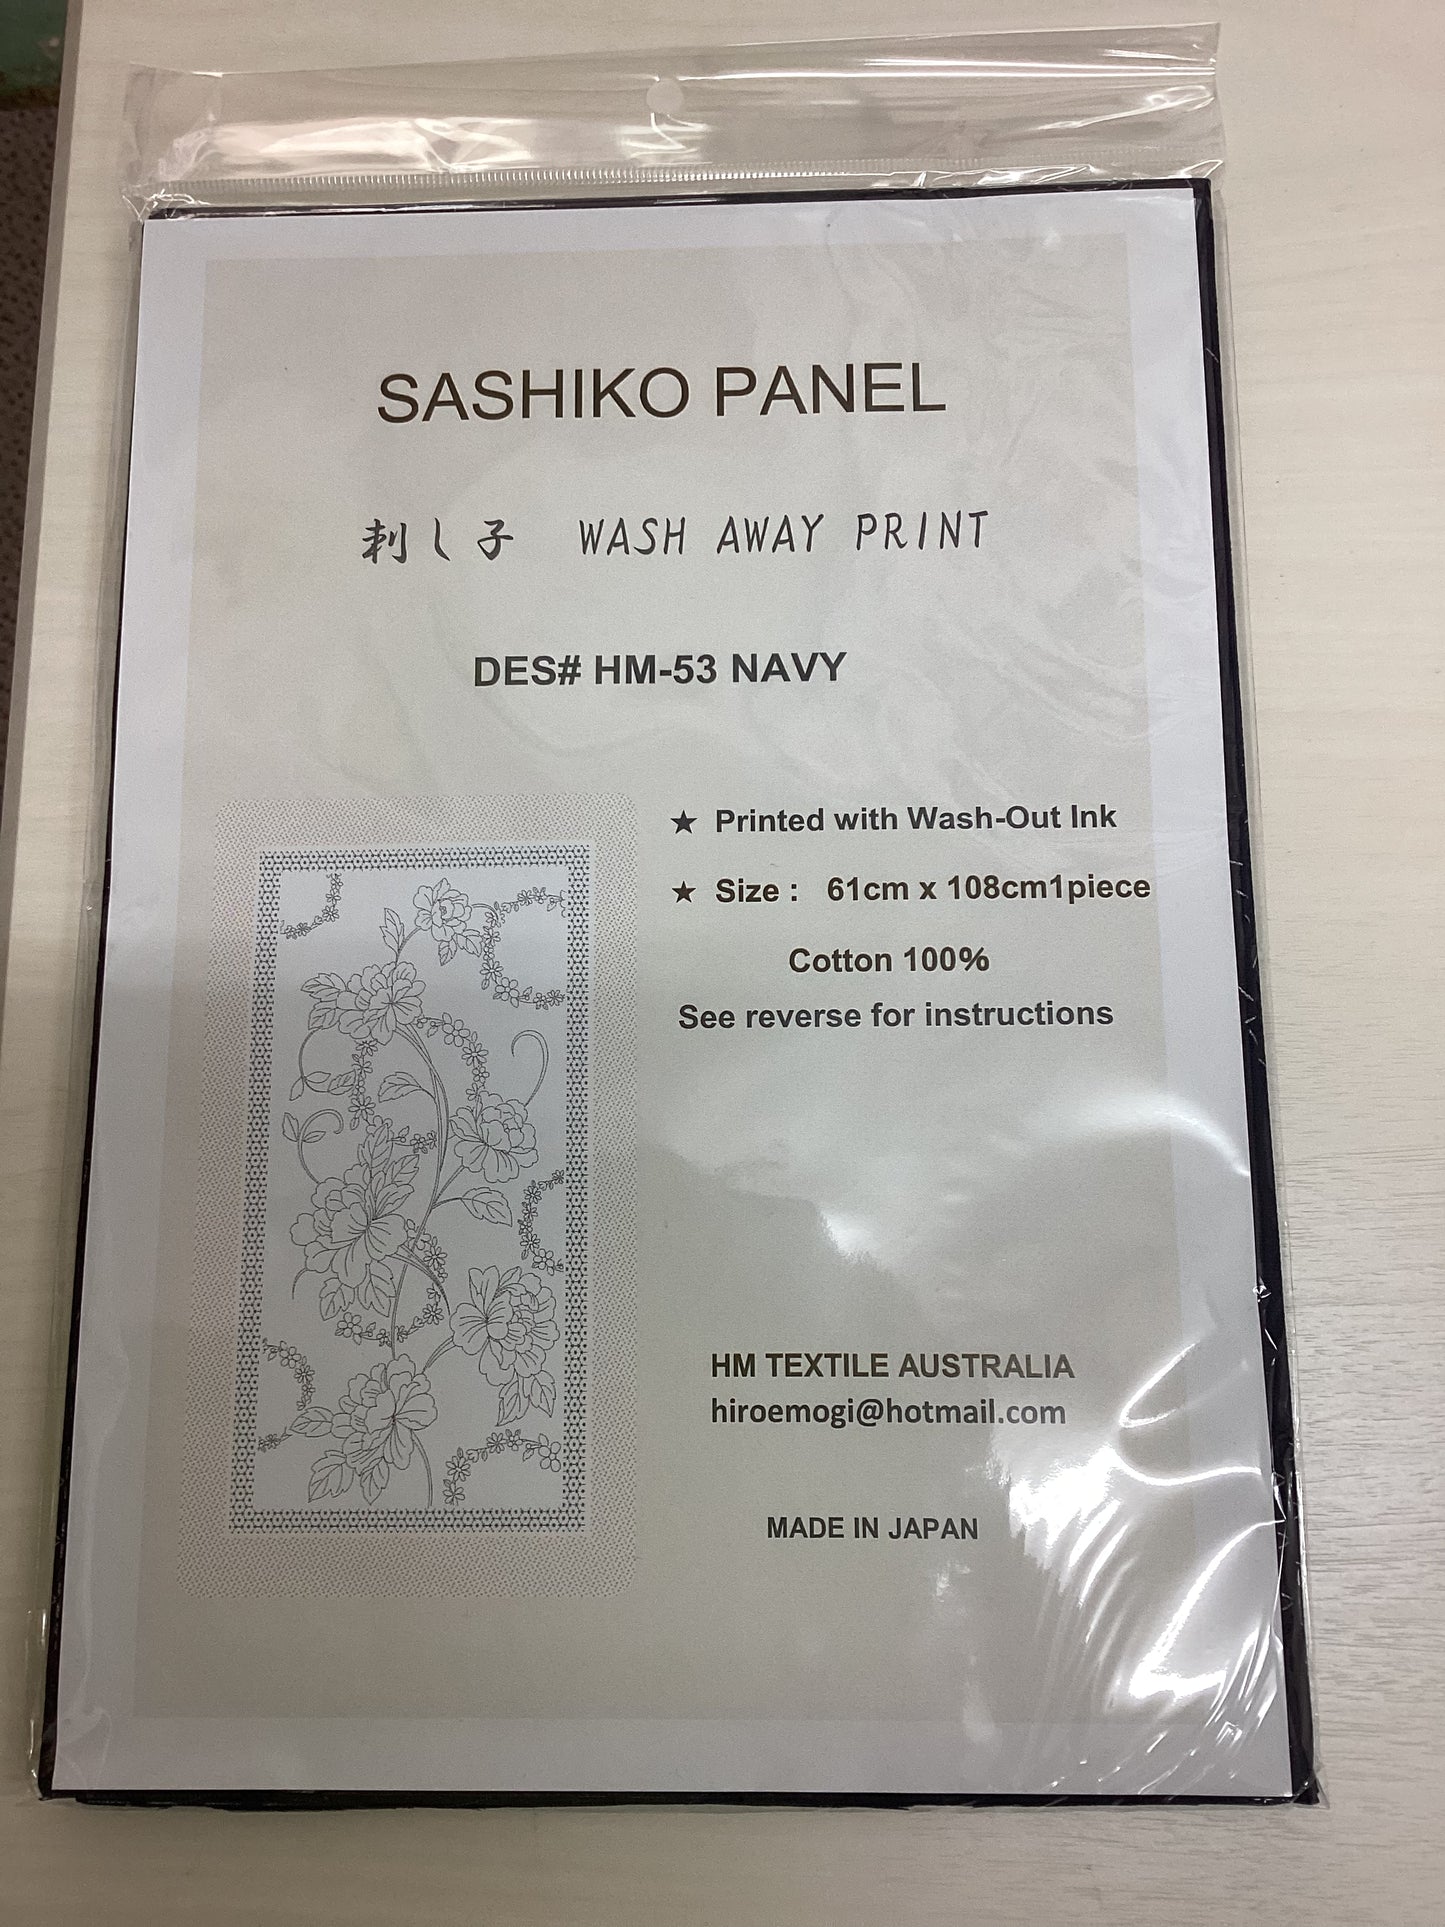 SASHIKO PANEL
刺し子 WASH AWAY PRINT
DES# HM-53 NAVY
★ Printed with Wash-Out Ink
★ Size : 61cm x 108cm1piece
Cotton 100%
See reverse for instructions
HM TEXTILE AUSTRALIA
hiroemogi@hotmail.com
MADE IN JAPAN